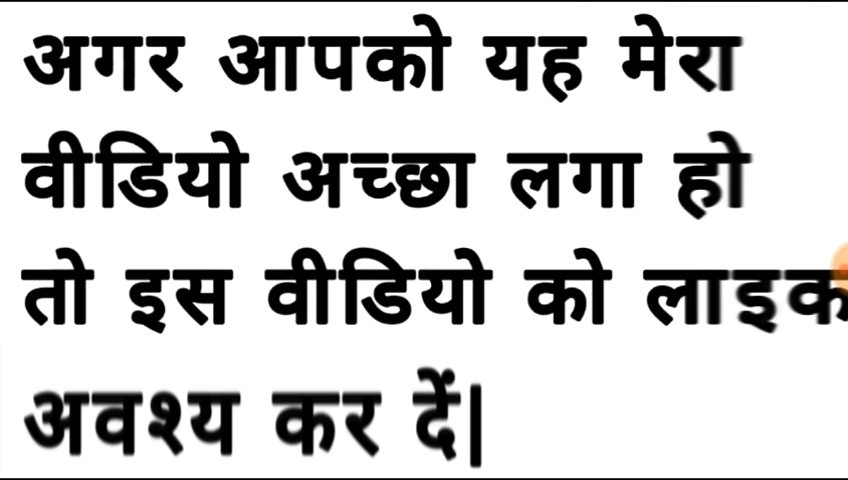 अगर आपको यह मेरा
वीडियो अच्छा लगा हो
तो इस वीडियो को लाइक
अवश्य कर दें|